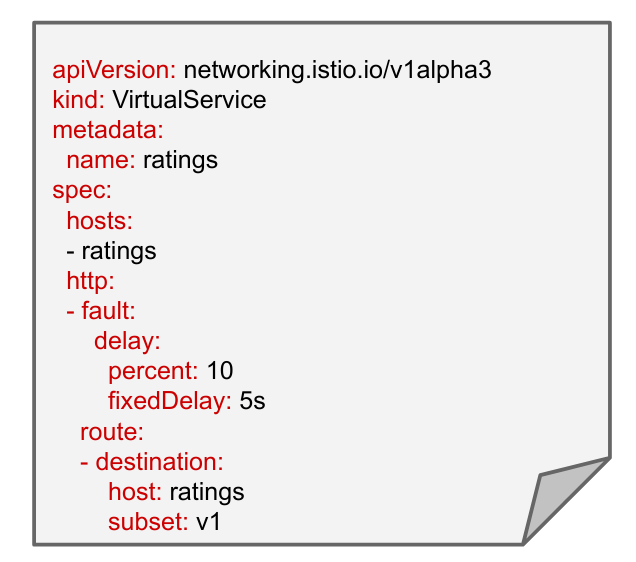 apiVersion: networking.istio.io/v1alpha3
kind: VirtualService
metadata:
  name: ratings
spec:
  hosts:
  - ratings
  http:
  - fault:
      delay:
        percent: 10
        fixedDelay: 5s
    route:
    - destination:
        host: ratings
        subset: v1